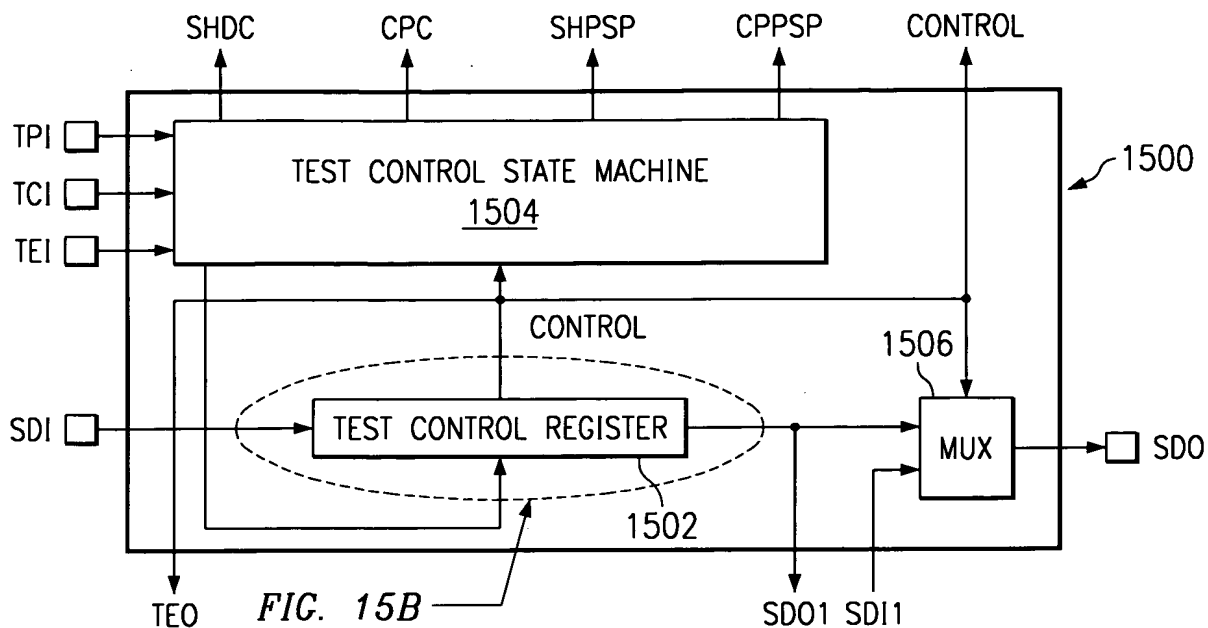 SHDC CPC SHPSP CPPSP CONTROL
TPI
TCI
TEI
TEST CONTROL STATE MACHINE
1504
1500
CONTROL
1506
SDI
TEST CONTROL REGISTER
MUX
SDO
1502
TEO
FIG. 15B
SDO1 SDI1